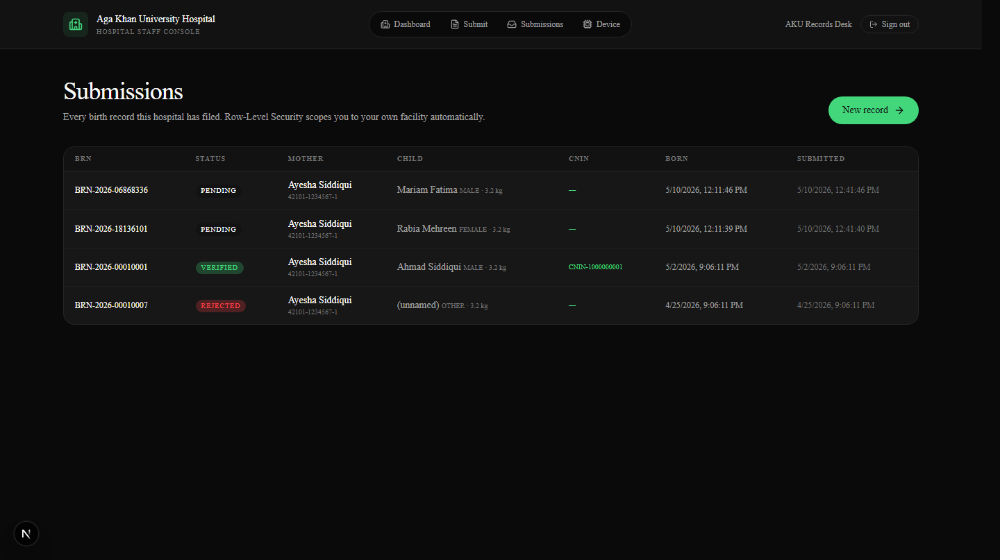 Aga Khan University Hospital
HOSPITAL STAFF CONSOLE
Dashboard Submit Submissions Device
AKU Records Desk Sign out
Submissions
Every birth record this hospital has filed. Row-Level Security scopes you to your own facility automatically.
New record →
BRN STATUS MOTHER CHILD CNIN BORN SUBMITTED
BRN-2026-06868336 PENDING Ayesha Siddiqui 42101-1234567-1 Mariam Fatima MALE · 3.2 kg — 5/10/2026, 12:11:46 PM 5/10/2026, 12:41:46 PM
BRN-2026-18136101 PENDING Ayesha Siddiqui 42101-1234567-1 Rabia Mehreen FEMALE · 3.2 kg — 5/10/2026, 12:11:39 PM 5/10/2026, 12:41:40 PM
BRN-2026-00010001 VERIFIED Ayesha Siddiqui 42101-1234567-1 Ahmad Siddiqui MALE · 3.2 kg CNIN-1000000001 5/2/2026, 9:06:11 PM 5/2/2026, 9:06:11 PM
BRN-2026-00010007 REJECTED Ayesha Siddiqui 42101-1234567-1 (unnamed) OTHER · 3.2 kg — 4/25/2026, 9:06:11 PM 4/25/2026, 9:06:11 PM
N